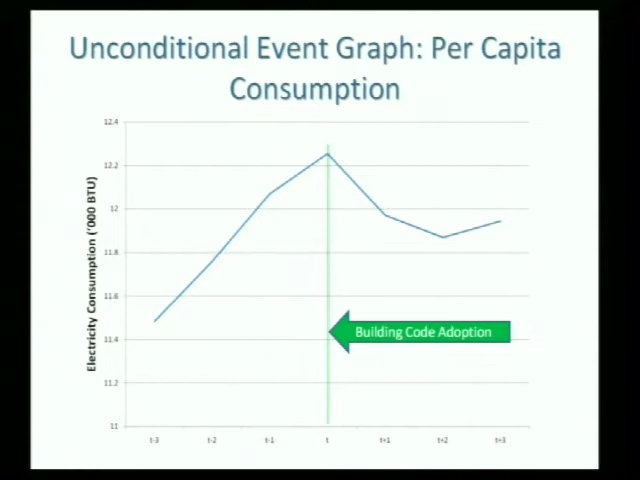 Unconditional Event Graph: Per Capita
Consumption
12.4
12.2
12
11.8
11.6
11.4
11.2
11
Electricity Consumption ('000 BTU)
Building Code Adoption
t-3 t-2 t-1 t t+1 t+2 t+3